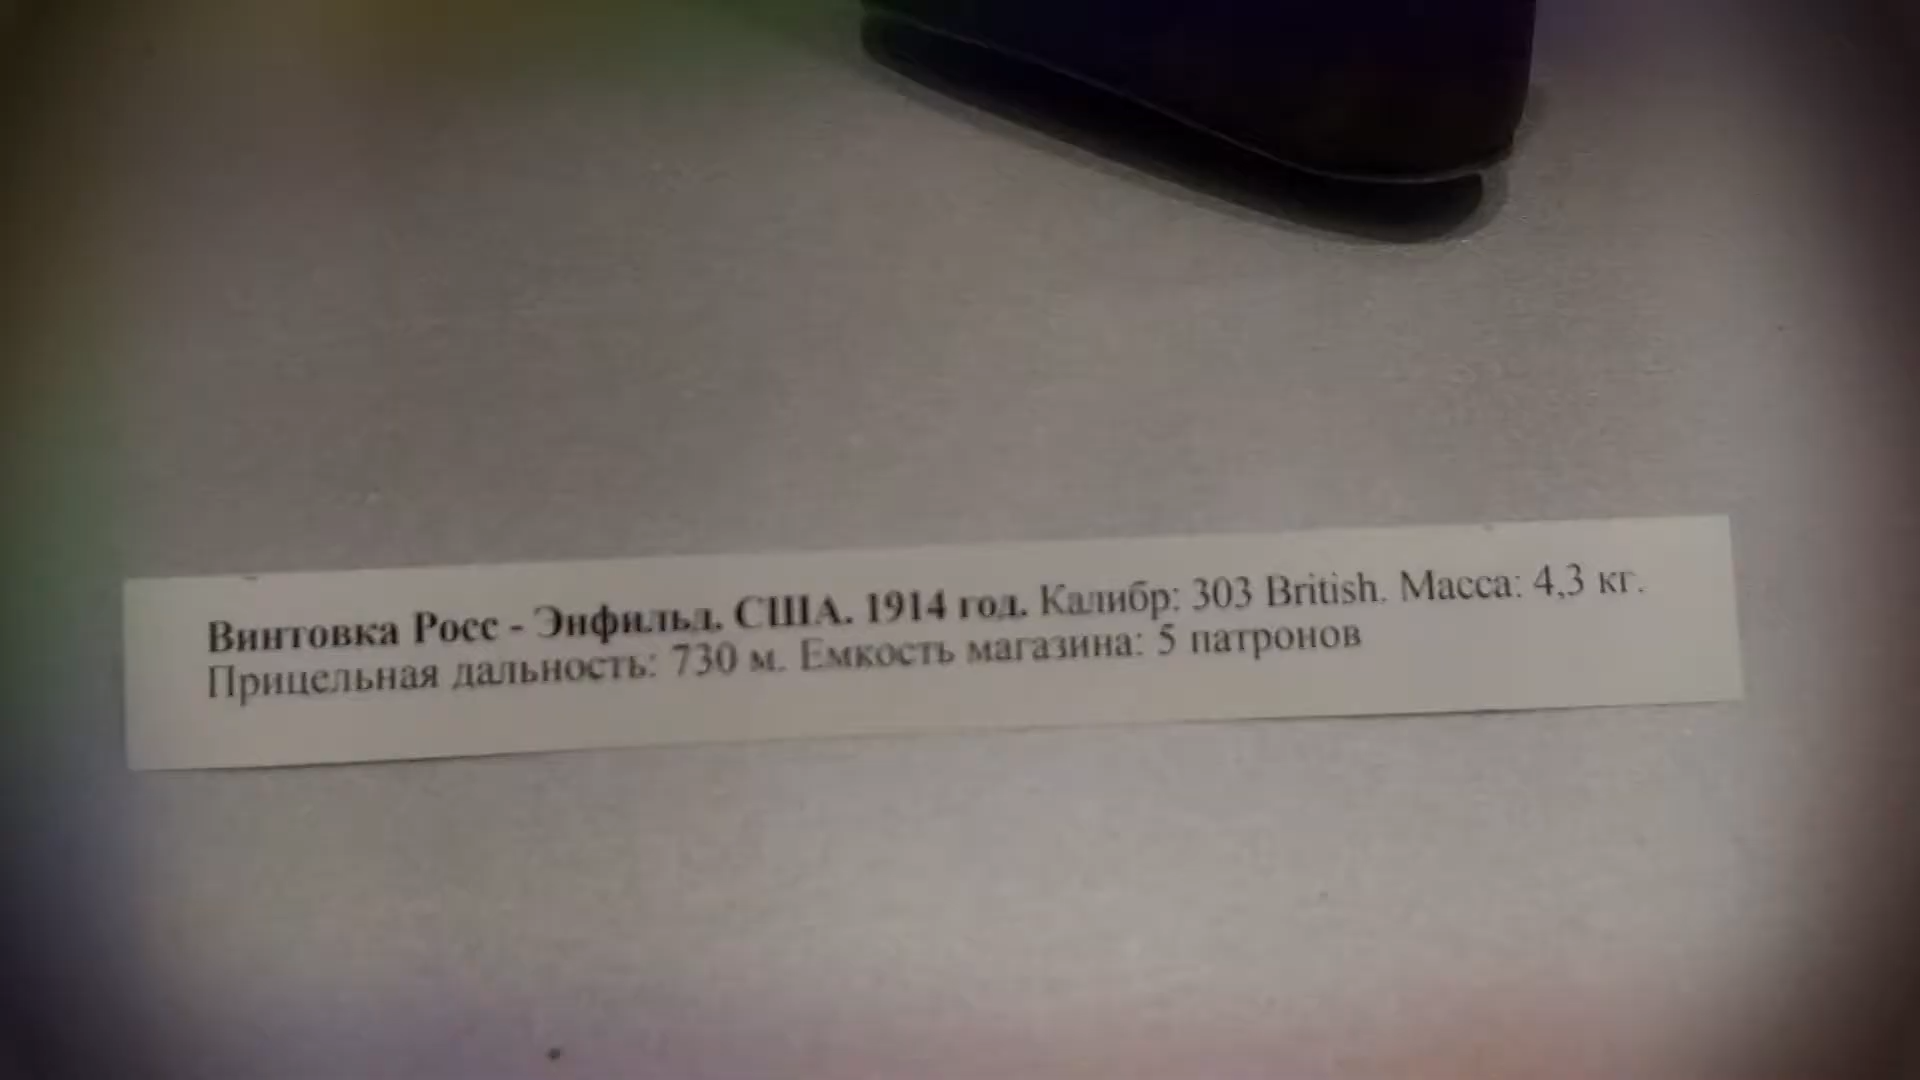 Винтовка Росс - Энфильд. США. 1914 год. Калибр: 303 British. Масса: 4,3 кг.
Прицельная дальность: 730 м. Емкость магазина: 5 патронов